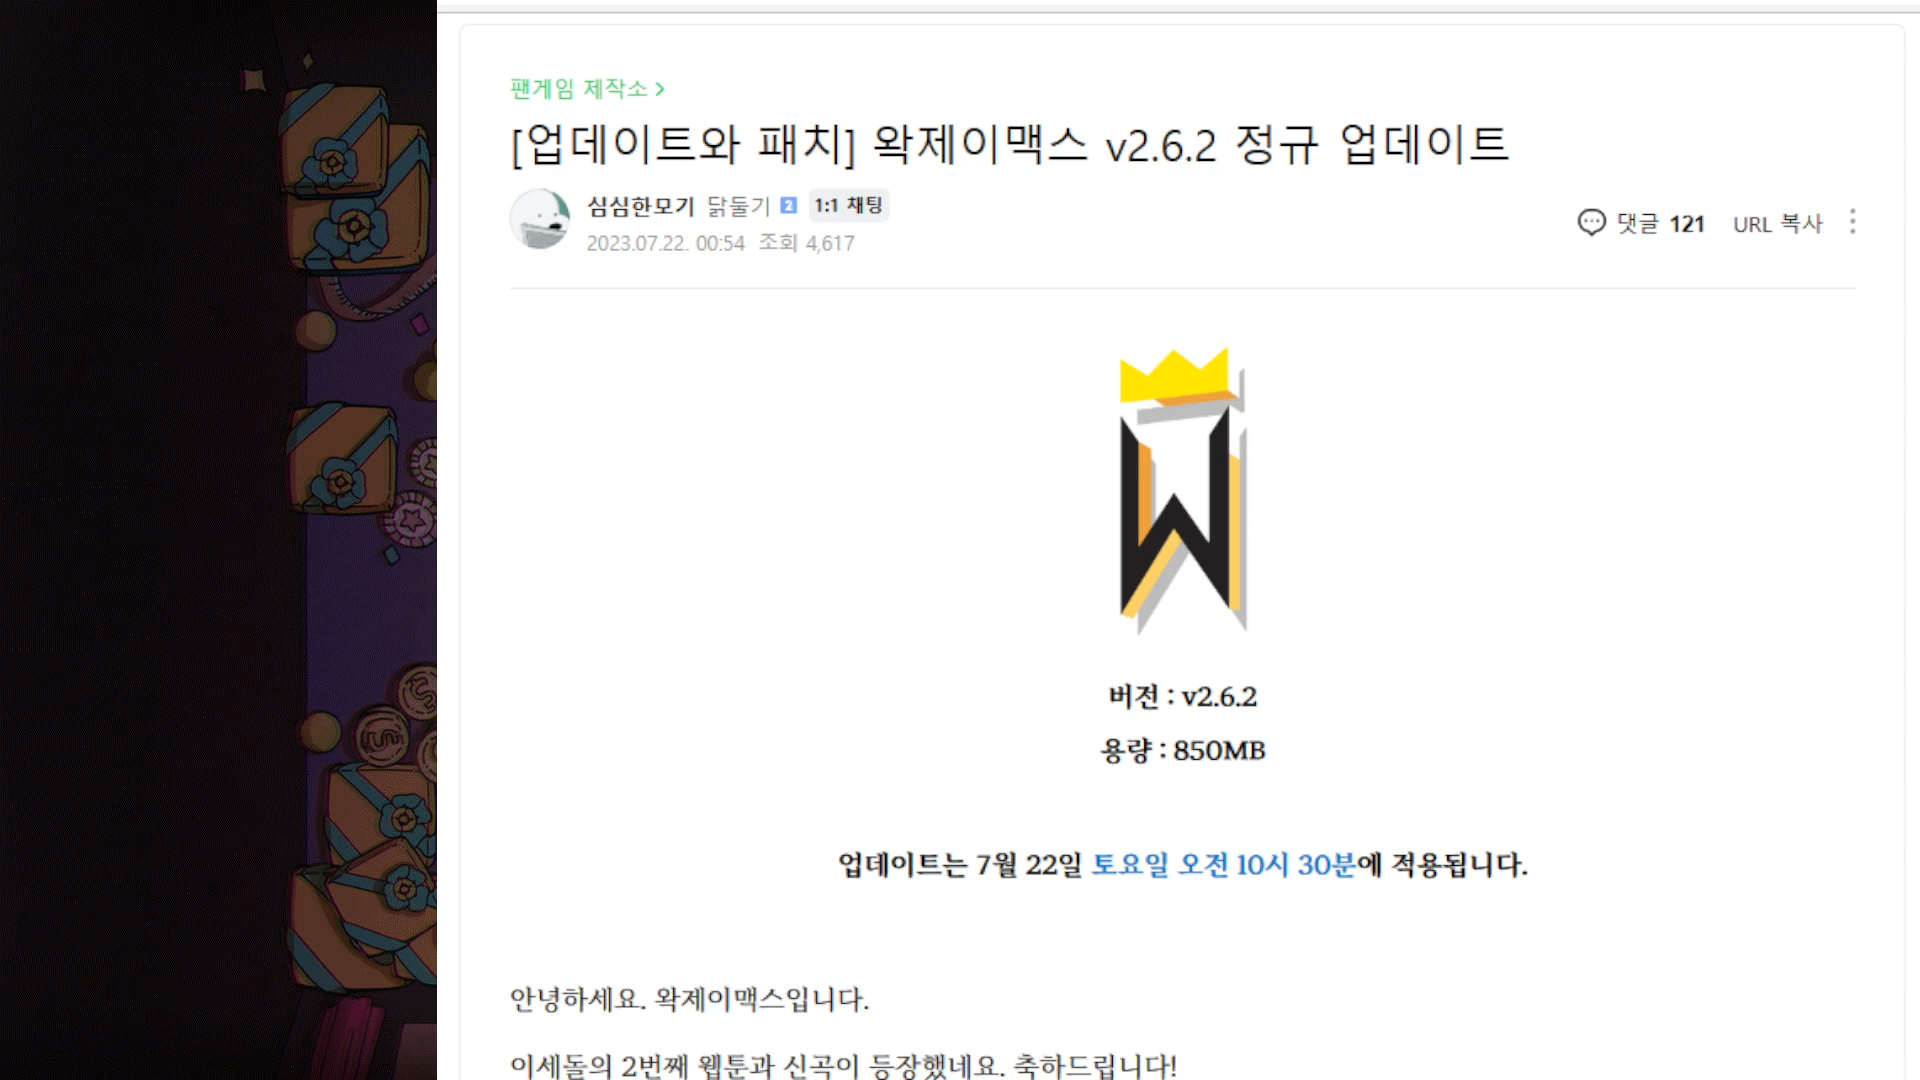 팬게임 제작소 >
[업데이트와 패치] 왁제이맥스 v2.6.2 정규 업데이트
심심한모기 닭둘기 2 1:1 채팅
2023.07.22. 00:54 조회 4,617
댓글 121 URL 복사
버전 : v2.6.2
용량 : 850MB
업데이트는 7월 22일 토요일 오전 10시 30분에 적용됩니다.
안녕하세요. 왁제이맥스입니다.
이세돌의 2번째 웹툰과 신곡이 등장했네요. 축하드립니다!